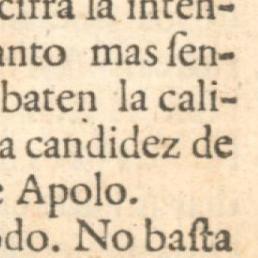 cifra la inten-
anto mas ſen-
baten la cali-
a candidez de
e Apolo.
odo. No baſta